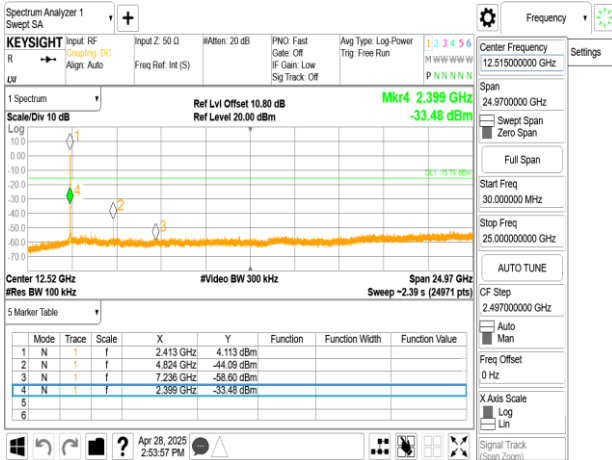 Spectrum Analyzer 1
Swept SA
+
Frequency
Settings
KEYSIGHT
R
LXI
Input: RF
Coupling: DC
Align: Auto
Input Z: 50 Ω
Freq Ref: Int (S)
#Atten: 20 dB
PNO: Fast
Gate: Off
IF Gain: Low
Sig Track: Off
Avg Type: Log-Power
Trig: Free Run
1 2 3 4 5 6
M W W W W W
P N N N N N
1 Spectrum
Scale/Div 10 dB
Ref Lvl Offset 10.80 dB
Ref Level 20.00 dBm
Mkr4 2.399 GHz
-33.48 dBm
Log
10.0
0.00
-10.0
-20.0
-30.0
-40.0
-50.0
-60.0
-70.0
1
4
2
3
DL1 -15.76 dBm
Center 12.52 GHz
#Res BW 100 kHz
#Video BW 300 kHz
Span 24.97 GHz
Sweep ~2.39 s (24971 pts)
5 Marker Table
Mode Trace Scale X Y Function Function Width Function Value
1 N 1 f 2.413 GHz 4.113 dBm
2 N 1 f 4.824 GHz -44.09 dBm
3 N 1 f 7.236 GHz -58.60 dBm
4 N 1 f 2.399 GHz -33.48 dBm
5
6
Center Frequency
12.515000000 GHz
Span
24.9700000 GHz
Swept Span
Zero Span
Full Span
Start Freq
30.000000 MHz
Stop Freq
25.000000000 GHz
AUTO TUNE
CF Step
2.497000000 GHz
Auto
Man
Freq Offset
0 Hz
X Axis Scale
Log
Lin
Signal Track
(Span Zoom)
?
Apr 28, 2025
2:53:57 PM